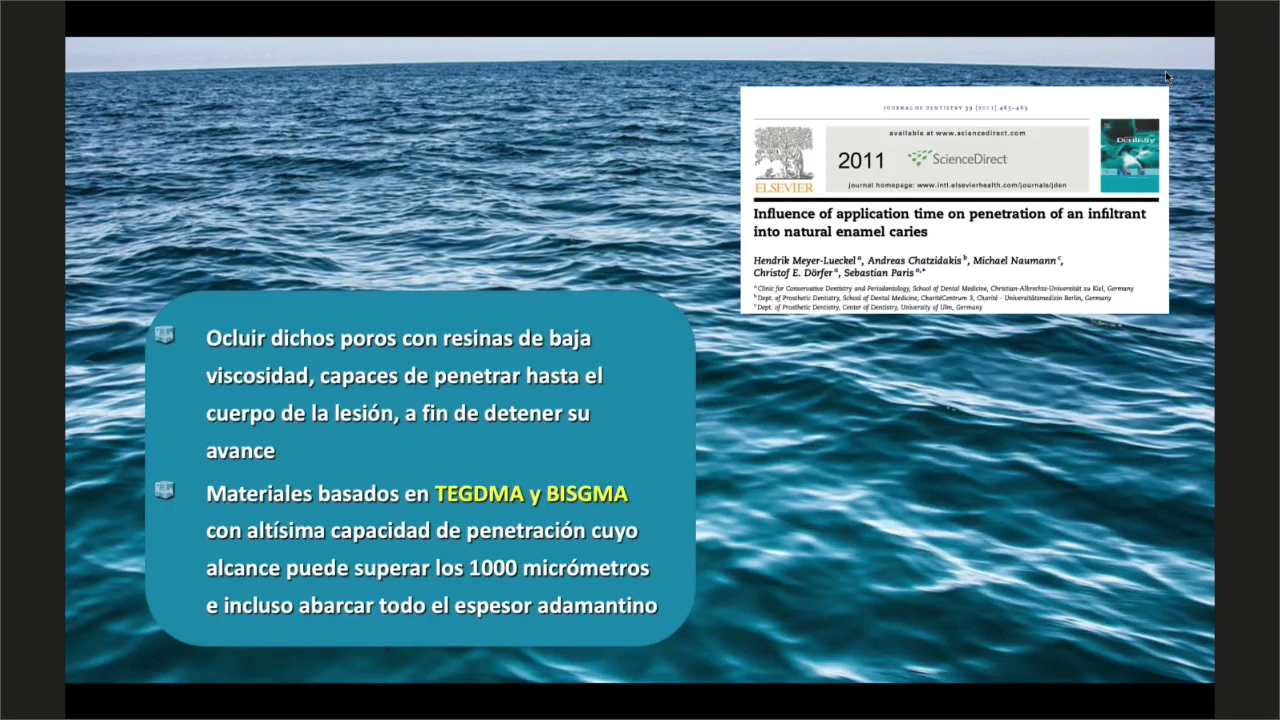 JOURNAL OF DENTISTRY 39 (2011) 465–469
available at www.sciencedirect.com
2011
ScienceDirect
journal homepage: www.intl.elsevierhealth.com/journals/jden
ELSEVIER
Dentistry
Influence of application time on penetration of an infiltrant
into natural enamel caries
Hendrik Meyer-Lueckel a, Andreas Chatzidakis b, Michael Naumann c,
Christof E. Dörfer a, Sebastian Paris a,*
a Clinic for Conservative Dentistry and Periodontology, School of Dental Medicine, Christian-Albrechts-Universität zu Kiel, Germany
b Dept. of Prosthetic Dentistry, School of Dental Medicine, CharitéCentrum 3, Charité - Universitätsmedizin Berlin, Germany
c Dept. of Prosthetic Dentistry, Center of Dentistry, University of Ulm, Germany
Ocluir dichos poros con resinas de baja
viscosidad, capaces de penetrar hasta el
cuerpo de la lesión, a fin de detener su
avance
Materiales basados en TEGDMA y BISGMA
con altísima capacidad de penetración cuyo
alcance puede superar los 1000 micrómetros
e incluso abarcar todo el espesor adamantino